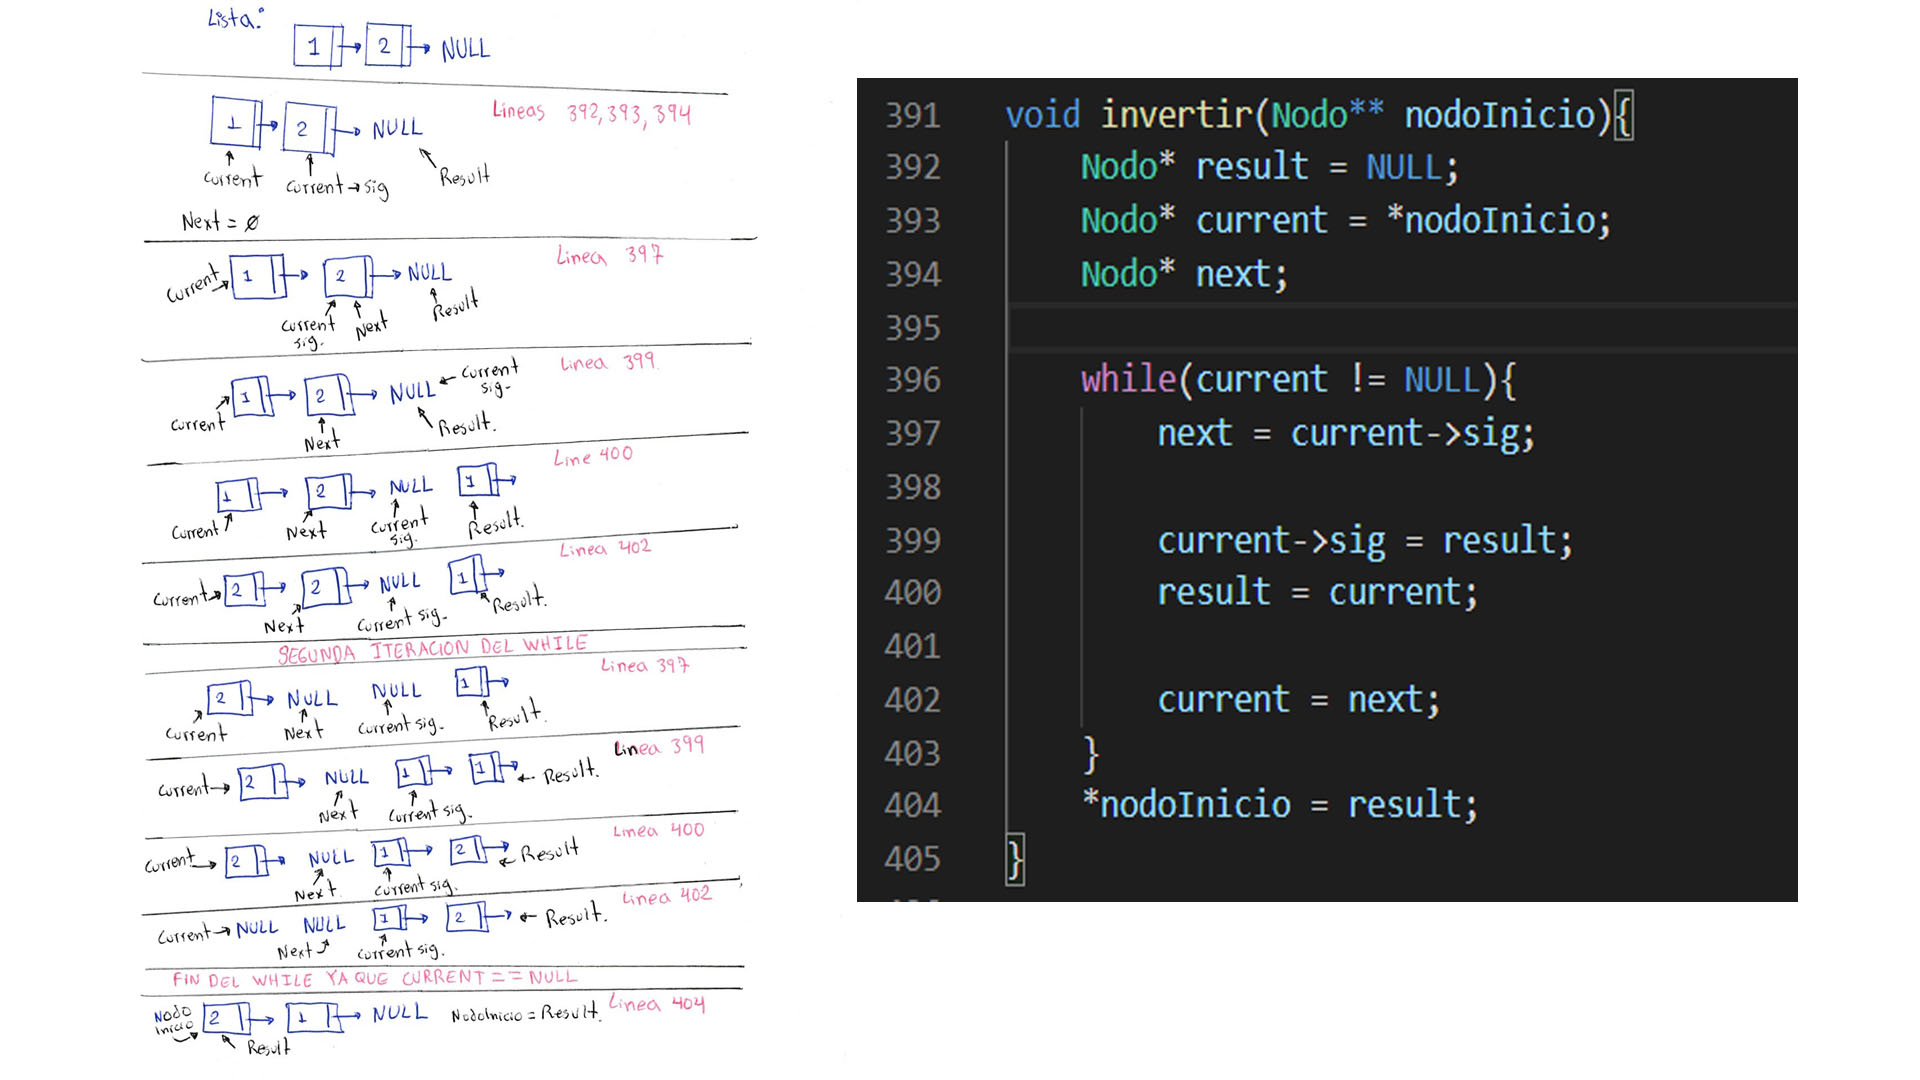 Lista:
1 2 NULL
Lineas 392,393,394
1 2 NULL
Current Current→sig Result
Next = ∅
Linea 397
Current 1 2 NULL
Current sig. Next Result
Linea 399
Current 1 2 NULL Current sig-
Next Result.
Line 400
1 2 NULL 1
Current Next Current sig. Result.
Linea 402
Current 2 2 NULL 1
Next Current sig- Result.
SEGUNDA ITERACION DEL WHILE
Linea 397
2 NULL NULL 1
Current Next Current sig- Result.
Linea 399
Current 2 NULL 1 1 Result.
Next Current sig.
Linea 400
Current 2 NULL 1 2 Result
Next Current sig.
Linea 402
Current NULL NULL 1 2 Result.
Next Current sig.
FIN DEL WHILE YA QUE CURRENT == NULL
Linea 404
Nodo Inicio 2 1 NULL NodoInicio = Result.
Result
391 void invertir(Nodo** nodoInicio){
392 Nodo* result = NULL;
393 Nodo* current = *nodoInicio;
394 Nodo* next;
395
396 while(current != NULL){
397 next = current->sig;
398
399 current->sig = result;
400 result = current;
401
402 current = next;
403 }
404 *nodoInicio = result;
405 }